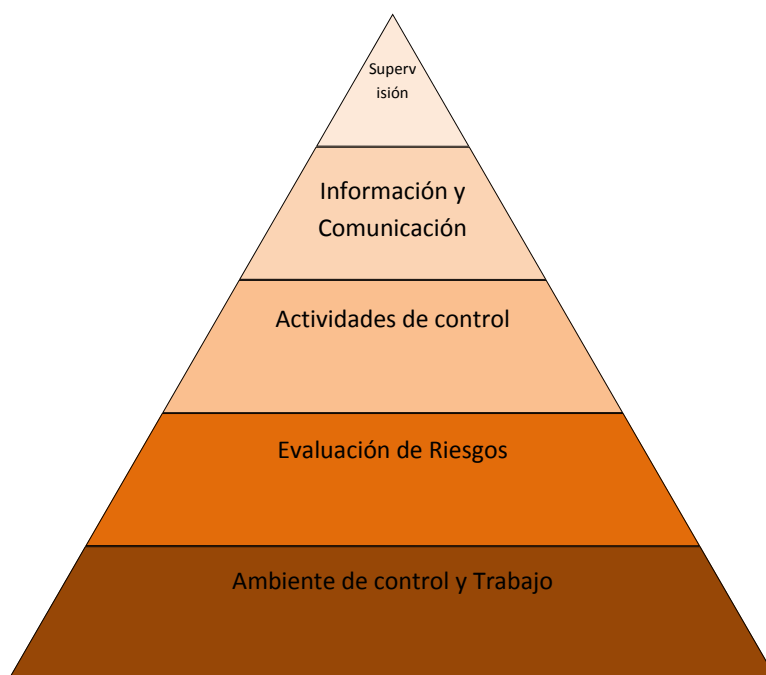 Superv
isión
Información y
Comunicación
Actividades de control
Evaluación de Riesgos
Ambiente de control y Trabajo